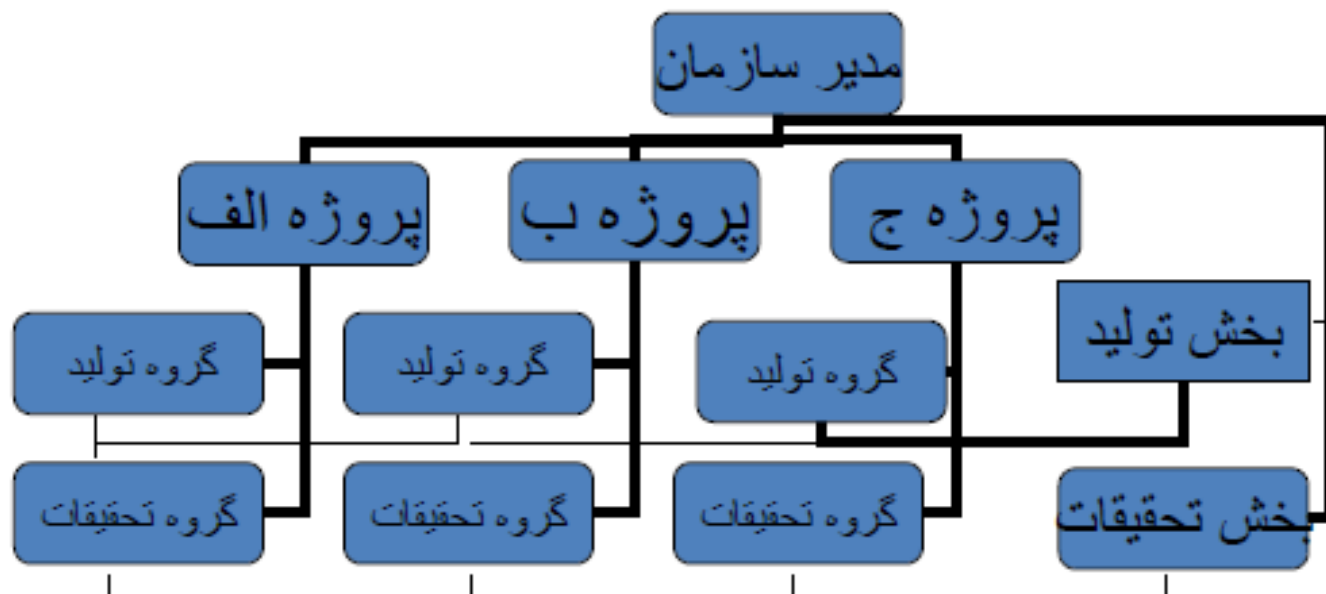 مدیر سازمان
پروژه ج
پروژه ب
پروژه الف
بخش تولید
گروه تولید
گروه تولید
گروه تولید
بخش تحقیقات
گروه تحقیقات
گروه تحقیقات
گروه تحقیقات